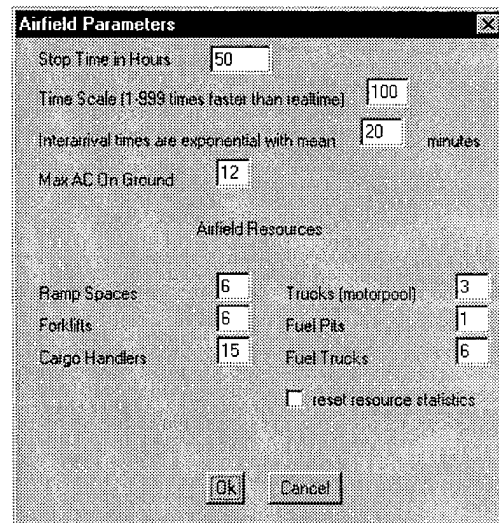 Airfield Parameters
Stop Time in Hours 50
Time Scale (1-999 times faster than realtime) 100
Interarrival times are exponential with mean 20 minutes
Max AC On Ground 12
Airfield Resources
Ramp Spaces 6 Trucks (motorpool) 3
Forklifts 6 Fuel Pits 1
Cargo Handlers 15 Fuel Trucks 6
reset resource statistics
Ok Cancel